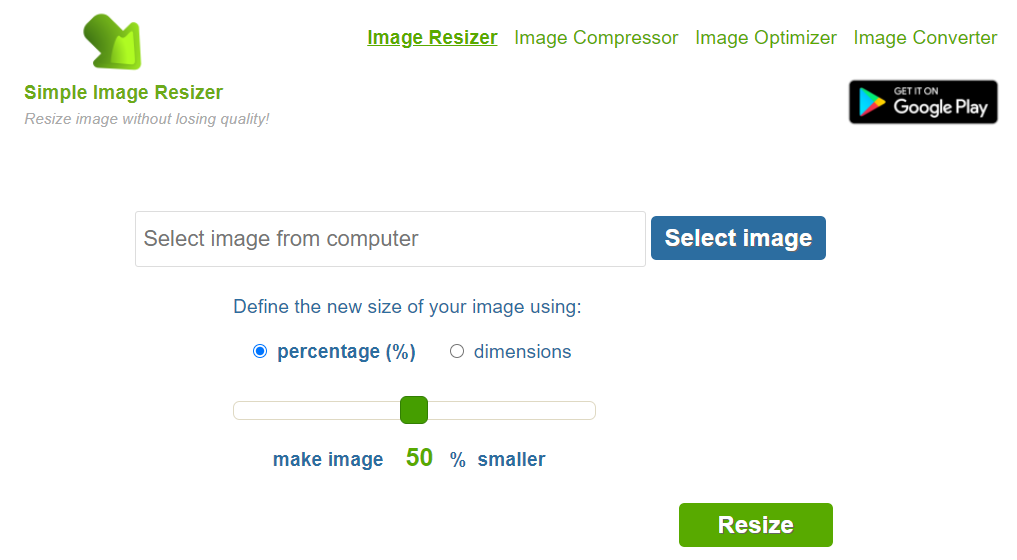 Image Resizer Image Compressor Image Optimizer Image Converter
Simple Image Resizer
Resize image without losing quality!
GET IT ON
Google Play
Select image from computer Select image
Define the new size of your image using:
percentage (%) dimensions
make image 50 % smaller
Resize